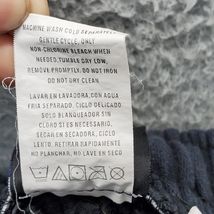 MACHINE WASH COLD SEPARATELY
GENTLE CYCLE, ONLY
NON-CHLORINE BLEACH WHEN
NEEDED.TUMBLE DRY LOW,
REMOVE PROMPTLY. DO NOT IRON
DO NOT DRY CLEAN.
LAVAR EN LAVADORA, CON AGUA
FRIA SEPARADO, CICLO DELICADO
SOLO BLANQUEADOR SIN
CLORO SI ES NECESARIO.
SECAR EN SECADORA, CICLO
LENTO, RETIRAR RAPIDAMENTE
NO PLANCHAR. NO LAVE EN SECO